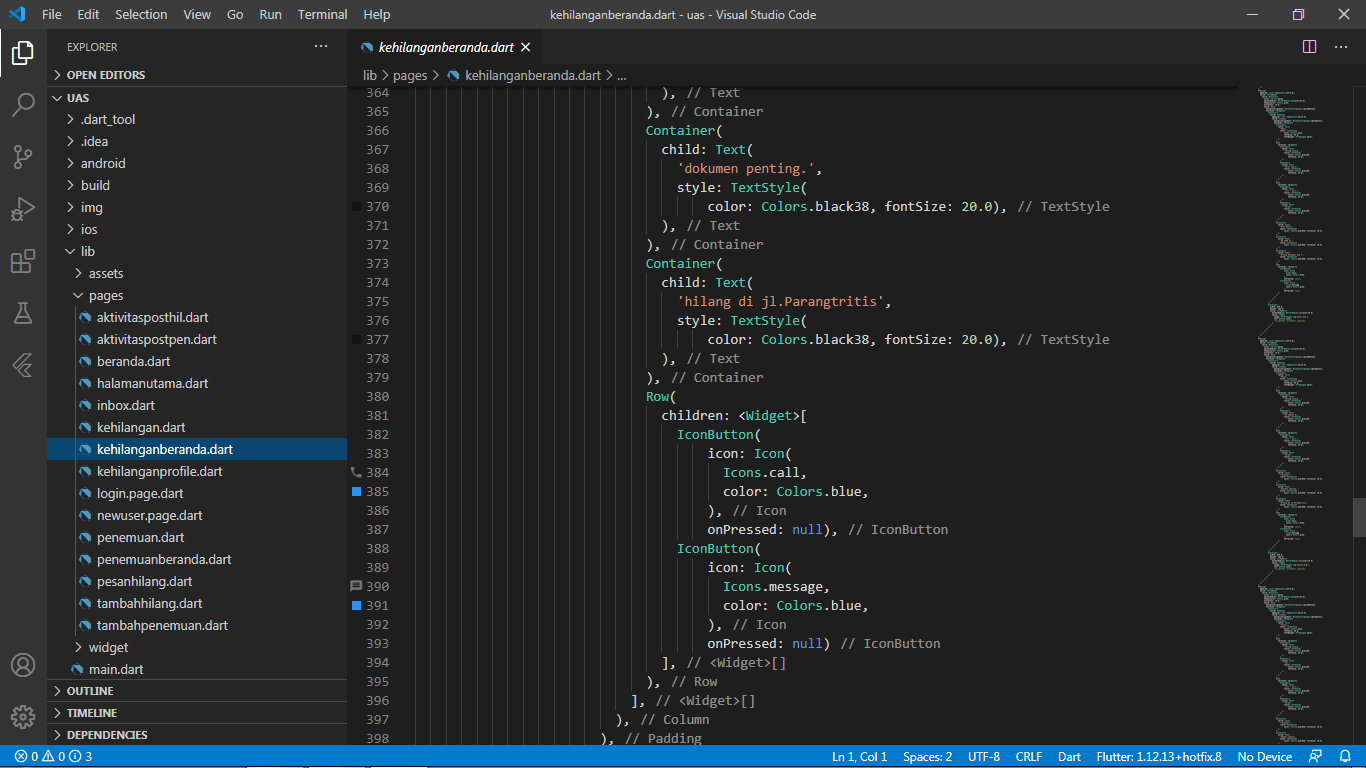 File Edit Selection View Go Run Terminal Help kehilanganberanda.dart - uas - Visual Studio Code
EXPLORER
OPEN EDITORS
UAS
.dart_tool
.idea
android
build
img
ios
lib
assets
pages
aktivitasposthil.dart
aktivitaspostpen.dart
beranda.dart
halamanutama.dart
inbox.dart
kehilangan.dart
kehilanganberanda.dart
kehilanganprofile.dart
login.page.dart
newuser.page.dart
penemuan.dart
penemuanberanda.dart
pesanhilang.dart
tambahhilang.dart
tambahpenemuan.dart
widget
main.dart
OUTLINE
TIMELINE
DEPENDENCIES
kehilanganberanda.dart
lib > pages > kehilanganberanda.dart > ...
364 ), // Text
365 ), // Container
366 Container(
367 child: Text(
368 'dokumen penting.',
369 style: TextStyle(
370 color: Colors.black38, fontSize: 20.0), // TextStyle
371 ), // Text
372 ), // Container
373 Container(
374 child: Text(
375 'hilang di jl.Parangtritis',
376 style: TextStyle(
377 color: Colors.black38, fontSize: 20.0), // TextStyle
378 ), // Text
379 ), // Container
380 Row(
381 children: <Widget>[
382 IconButton(
383 icon: Icon(
384 Icons.call,
385 color: Colors.blue,
386 ), // Icon
387 onPressed: null), // IconButton
388 IconButton(
389 icon: Icon(
390 Icons.message,
391 color: Colors.blue,
392 ), // Icon
393 onPressed: null) // IconButton
394 ], // <Widget>[]
395 ), // Row
396 ], // <Widget>[]
397 ), // Column
398 ), // Padding
0 0 3 Ln 1, Col 1 Spaces: 2 UTF-8 CRLF Dart Flutter: 1.12.13+hotfix.8 No Device